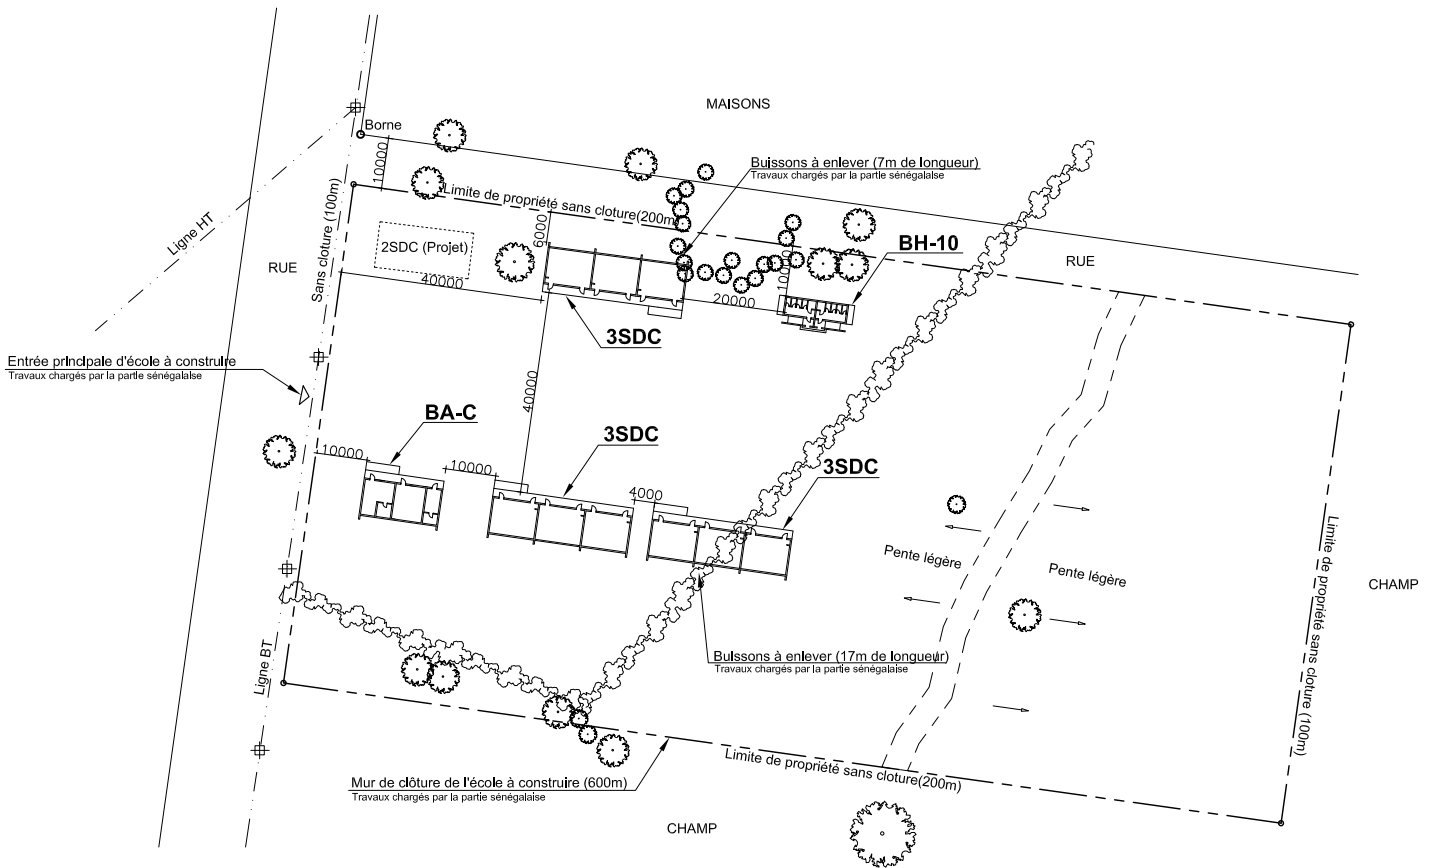 MAISONS
Borne
10000
Buissons à enlever (7m de longueur)
Travaux chargés par la partie sénégalaise
Limite de propriété sans cloture(200m)
Sans cloture (100m)
Ligne HT
2SDC (Projet)
6000
BH-10
RUE
RUE
40000
10000
20000
3SDC
Entrée principale d'école à construire
Travaux chargés par la partie sénégalaise
40000
BA-C
3SDC
3SDC
10000
10000
4000
Pente légère
Pente légère
Limite de propriété sans cloture (100m)
CHAMP
Ligne BT
Buissons à enlever (17m de longueur)
Travaux chargés par la partie sénégalaise
Limite de propriété sans cloture(200m)
Mur de clôture de l'école à construire (600m)
Travaux chargés par la partie sénégalaise
CHAMP